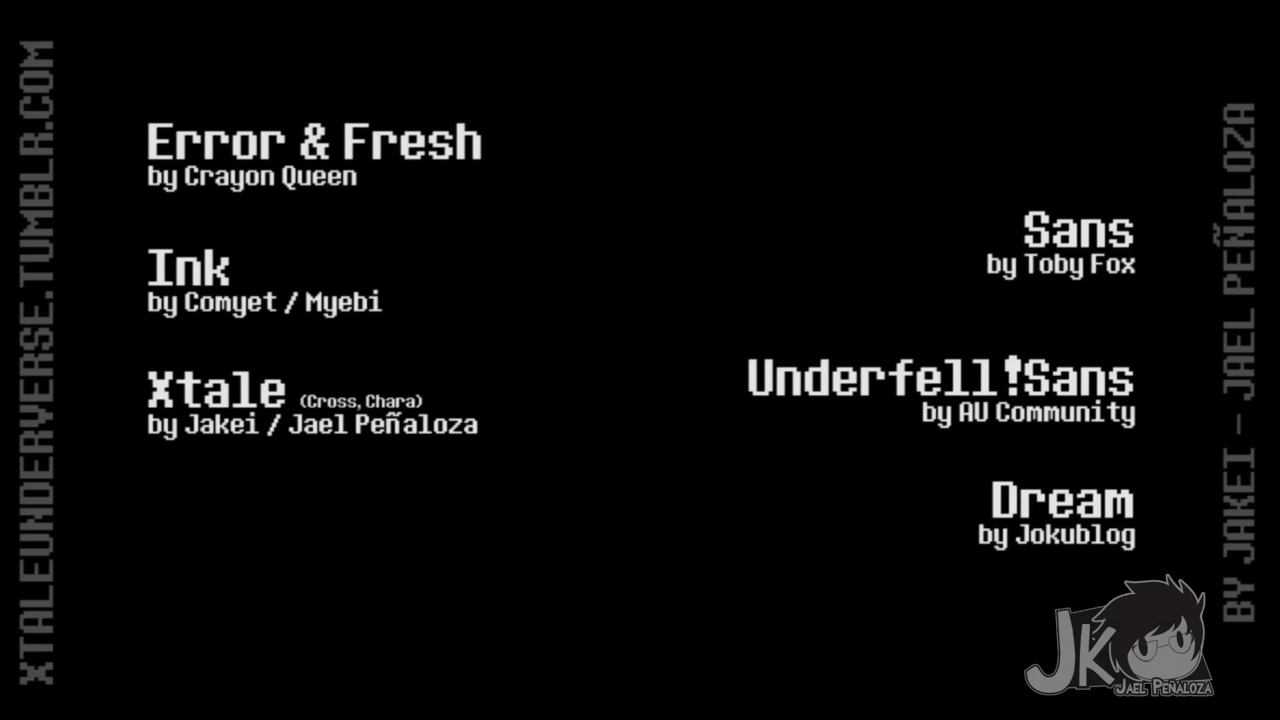 XTALEUNDERVERSE.TUMBLR.COM
Error & Fresh
by Crayon Queen
Ink
by Comyet / Myebi
Xtale (Cross, Chara)
by Jakei / Jael Peñaloza
Sans
by Toby Fox
Underfell!Sans
by AU Community
Dream
by Jokublog
BY JAKEI - JAEL PEÑALOZA
JK
JAEL PEÑALOZA